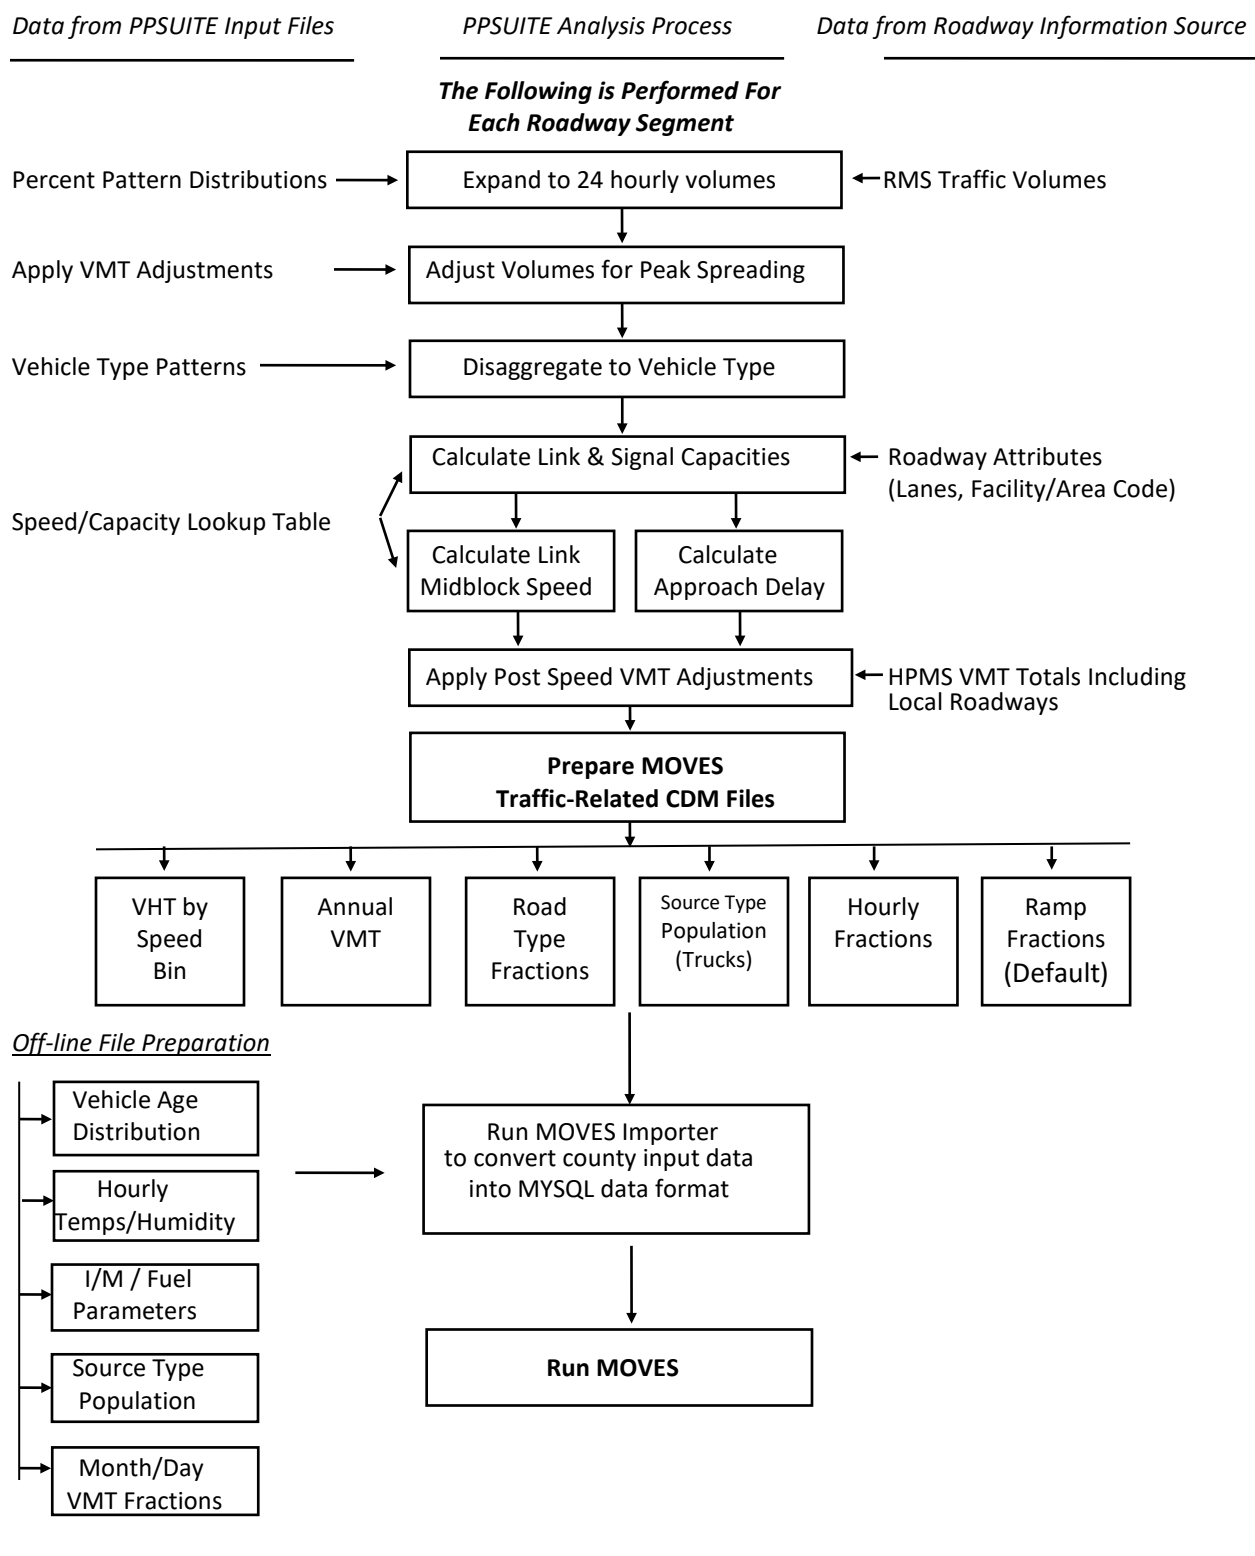 Data from PPSUITE Input Files
PPSUITE Analysis Process
Data from Roadway Information Source
The Following is Performed For
Each Roadway Segment
Percent Pattern Distributions
Expand to 24 hourly volumes
RMS Traffic Volumes
Apply VMT Adjustments
Adjust Volumes for Peak Spreading
Vehicle Type Patterns
Disaggregate to Vehicle Type
Calculate Link & Signal Capacities
Roadway Attributes
(Lanes, Facility/Area Code)
Speed/Capacity Lookup Table
Calculate Link
Midblock Speed
Calculate
Approach Delay
Apply Post Speed VMT Adjustments
HPMS VMT Totals Including
Local Roadways
Prepare MOVES
Traffic-Related CDM Files
VHT by
Speed
Bin
Annual
VMT
Road
Type
Fractions
Source Type
Population
(Trucks)
Hourly
Fractions
Ramp
Fractions
(Default)
Off-line File Preparation
Vehicle Age
Distribution
Hourly
Temps/Humidity
I/M / Fuel
Parameters
Source Type
Population
Month/Day
VMT Fractions
Run MOVES Importer
to convert county input data
into MYSQL data format
Run MOVES